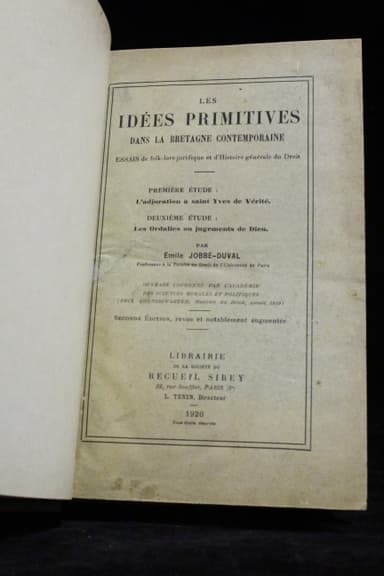 LES
IDÉES PRIMITIVES
DANS LA BRETAGNE CONTEMPORAINE
ESSAIS de folk-lore juridique et d'Histoire générale du Droit
PREMIÈRE ÉTUDE :
L'adjuration à saint Yves de Vérité.
DEUXIÈME ÉTUDE :
Les Ordalies ou jugements de Dieu.
PAR
Émile JOBBÉ-DUVAL
Professeur à la Faculté de Droit de l'Université de Paris
OUVRAGE COURONNÉ PAR L'ACADÉMIE
DES SCIENCES MORALES ET POLITIQUES
Seconde Édition, revue et notablement augmentée
LIBRAIRIE
DE LA SOCIÉTÉ DU
RECUEIL SIREY
22, rue Soufflot, PARIS 5e
L. TENIN, Directeur
1920
Tous droits réservés